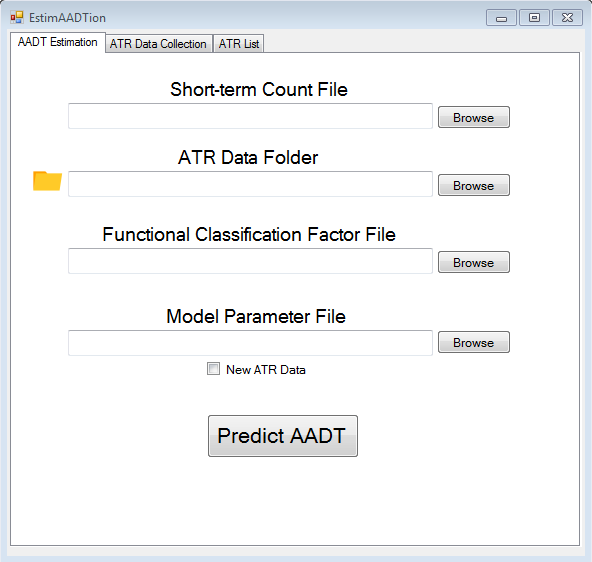 EstimAADTion
AADT Estimation ATR Data Collection ATR List
Short-term Count File
Browse
ATR Data Folder
Browse
Functional Classification Factor File
Browse
Model Parameter File
Browse
New ATR Data
Predict AADT